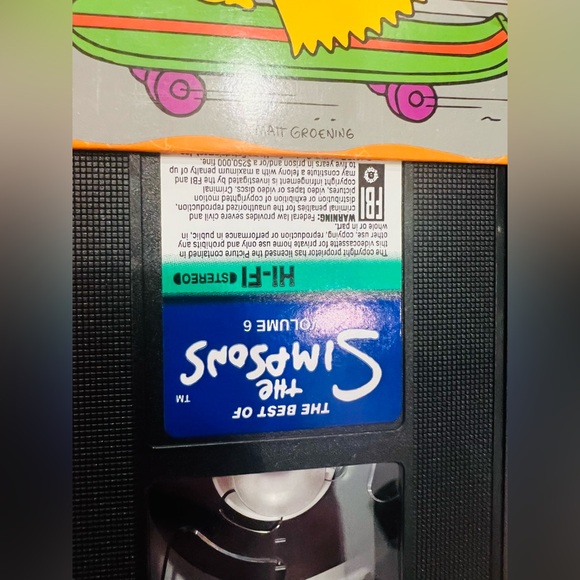 MATT GROENING
THE BEST OF
THE
SIMPSONS™
VOLUME 6
HI-FI STEREO
The copyright proprietor has licensed the Picture contained in
this videocassette for private home use only and prohibits any
other use, copying, reproduction or performance in public, in
whole or in part.
FBI
WARNING: Federal law provides severe civil and
criminal penalties for the unauthorized reproduction,
distribution or exhibition of copyrighted motion
pictures, video tapes or video discs. Criminal
copyright infringement is investigated by the FBI and
may constitute a felony with a maximum penalty of up
to five years in prison and/or a $250,000 fine.